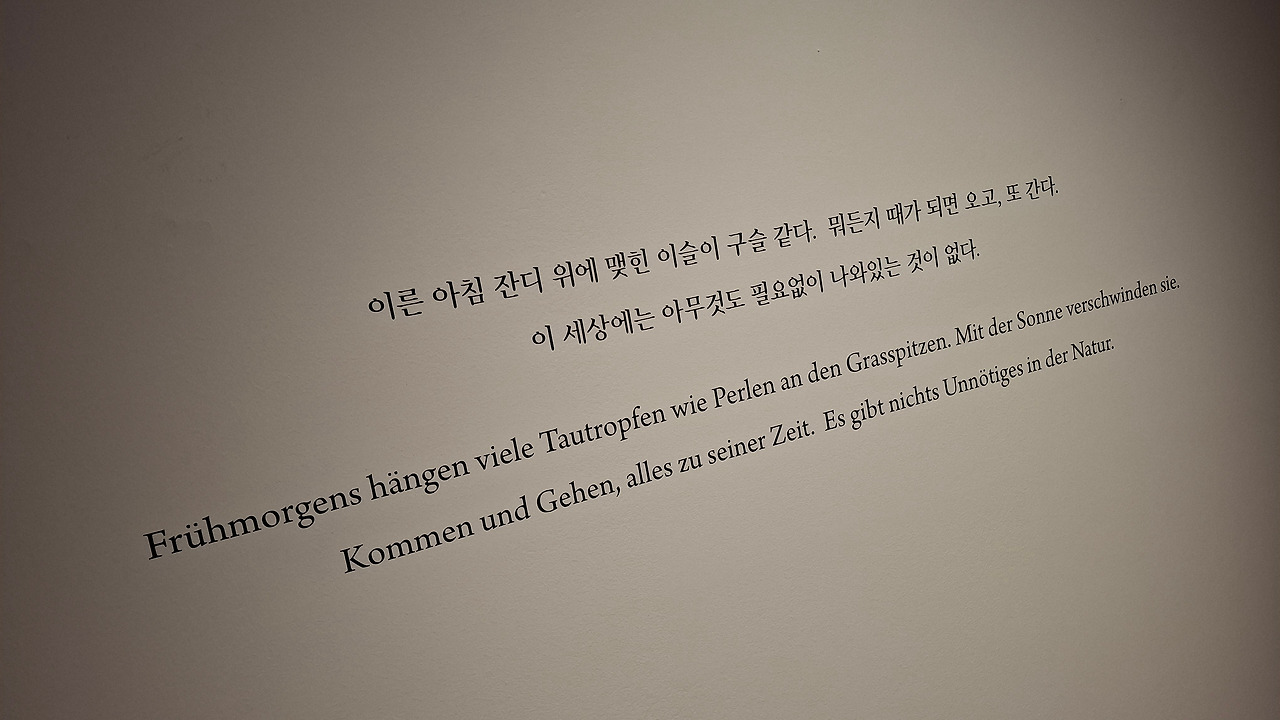 이른 아침 잔디 위에 맺힌 이슬이 구슬 같다. 뭐든지 때가 되면 오고, 또 간다.
이 세상에는 아무것도 필요없이 나와있는 것이 없다.
Frühmorgens hängen viele Tautropfen wie Perlen an den Grasspitzen. Mit der Sonne verschwinden sie.
Kommen und Gehen, alles zu seiner Zeit. Es gibt nichts Unnötiges in der Natur.